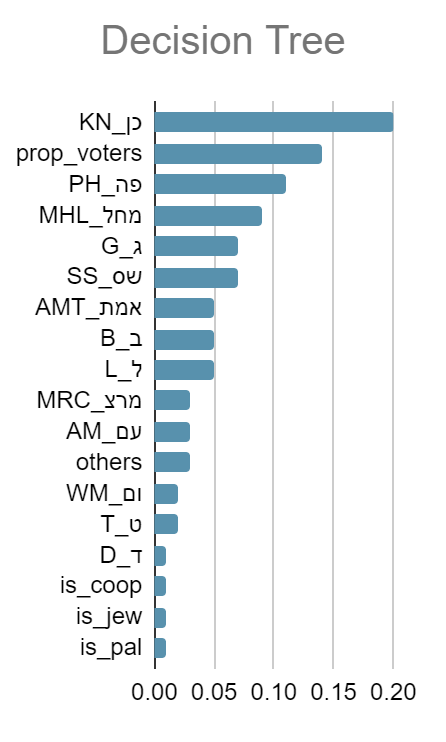 Decision Tree
KN_כן
prop_voters
PH_פה
MHL_מחל
G_ג
SS_שס
AMT_אמת
B_ב
L_ל
MRC_מרצ
AM_עם
others
WM_ום
T_ט
D_ד
is_coop
is_jew
is_pal
0.00 0.05 0.10 0.15 0.20